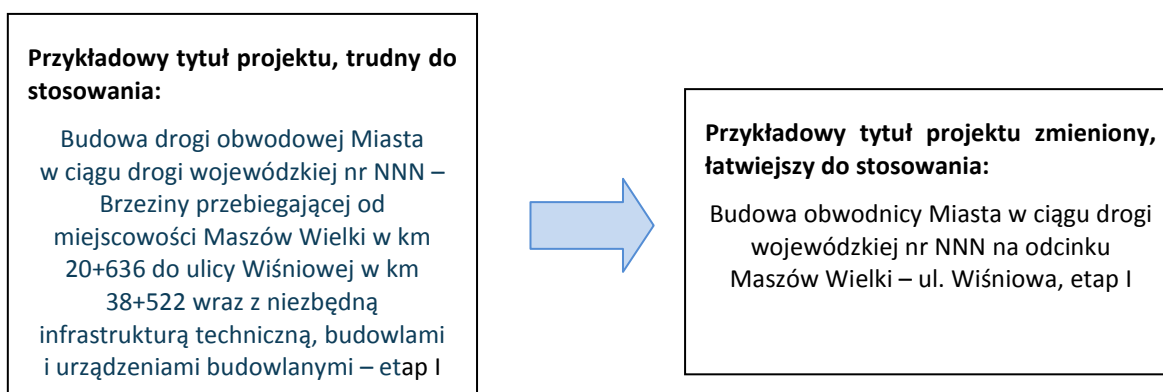 Przykładowy tytuł projektu, trudny do
stosowania:
Budowa drogi obwodowej Miasta
w ciągu drogi wojewódzkiej nr NNN –
Brzeziny przebiegającej od
miejscowości Maszów Wielki w km
20+636 do ulicy Wiśniowej w km
38+522 wraz z niezbędną
infrastrukturą techniczną, budowlami
i urządzeniami budowlanymi – etap I
Przykładowy tytuł projektu zmieniony,
łatwiejszy do stosowania:
Budowa obwodnicy Miasta w ciągu drogi
wojewódzkiej nr NNN na odcinku
Maszów Wielki – ul. Wiśniowa, etap I